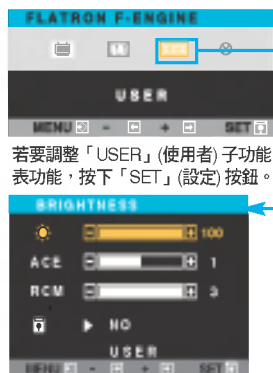 FLATRON F-ENGINE
USER
MENU - + SET
若要調整「USER」(使用者) 子功能
表功能，按下「SET」(設定) 按鈕。
BRIGHTNESS
100
ACE 1
RCM 3
NO
USER
MENU - + SET